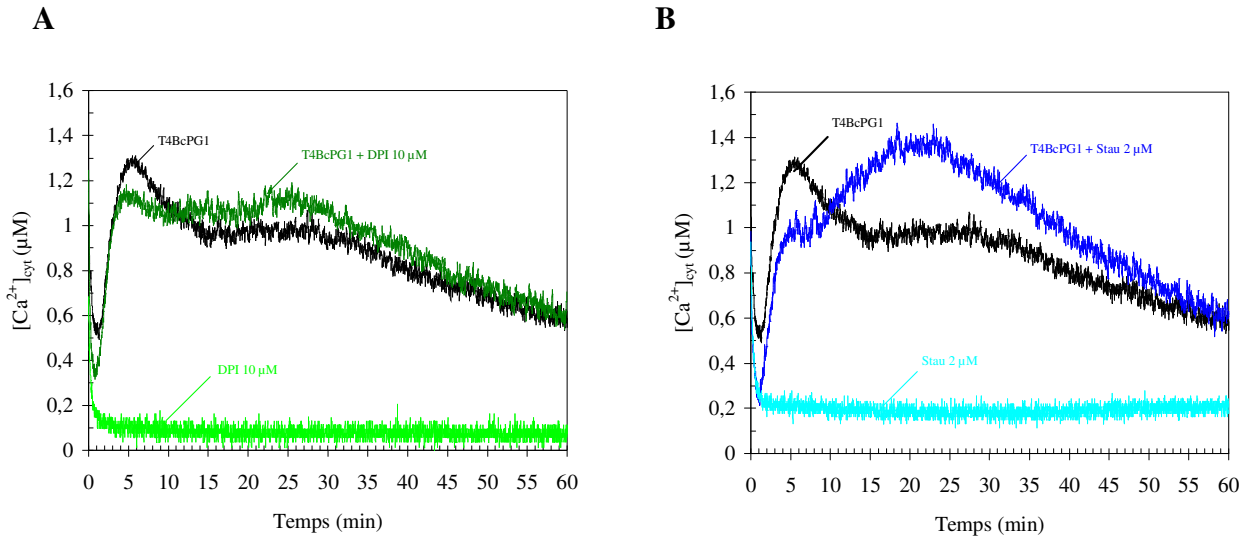 A
B
1,6
1,4
1,2
1
0,8
0,6
0,4
0,2
0
[Ca²⁺]cyt (µM)
T4BcPG1
T4BcPG1 + DPI 10 µM
DPI 10 µM
0 5 10 15 20 25 30 35 40 45 50 55 60
Temps (min)
1,6
1,4
1,2
1
0,8
0,6
0,4
0,2
0
[Ca²⁺]cyt (µM)
T4BcPG1
T4BcPG1 + Stau 2 µM
Stau 2 µM
0 5 10 15 20 25 30 35 40 45 50 55 60
Temps (min)